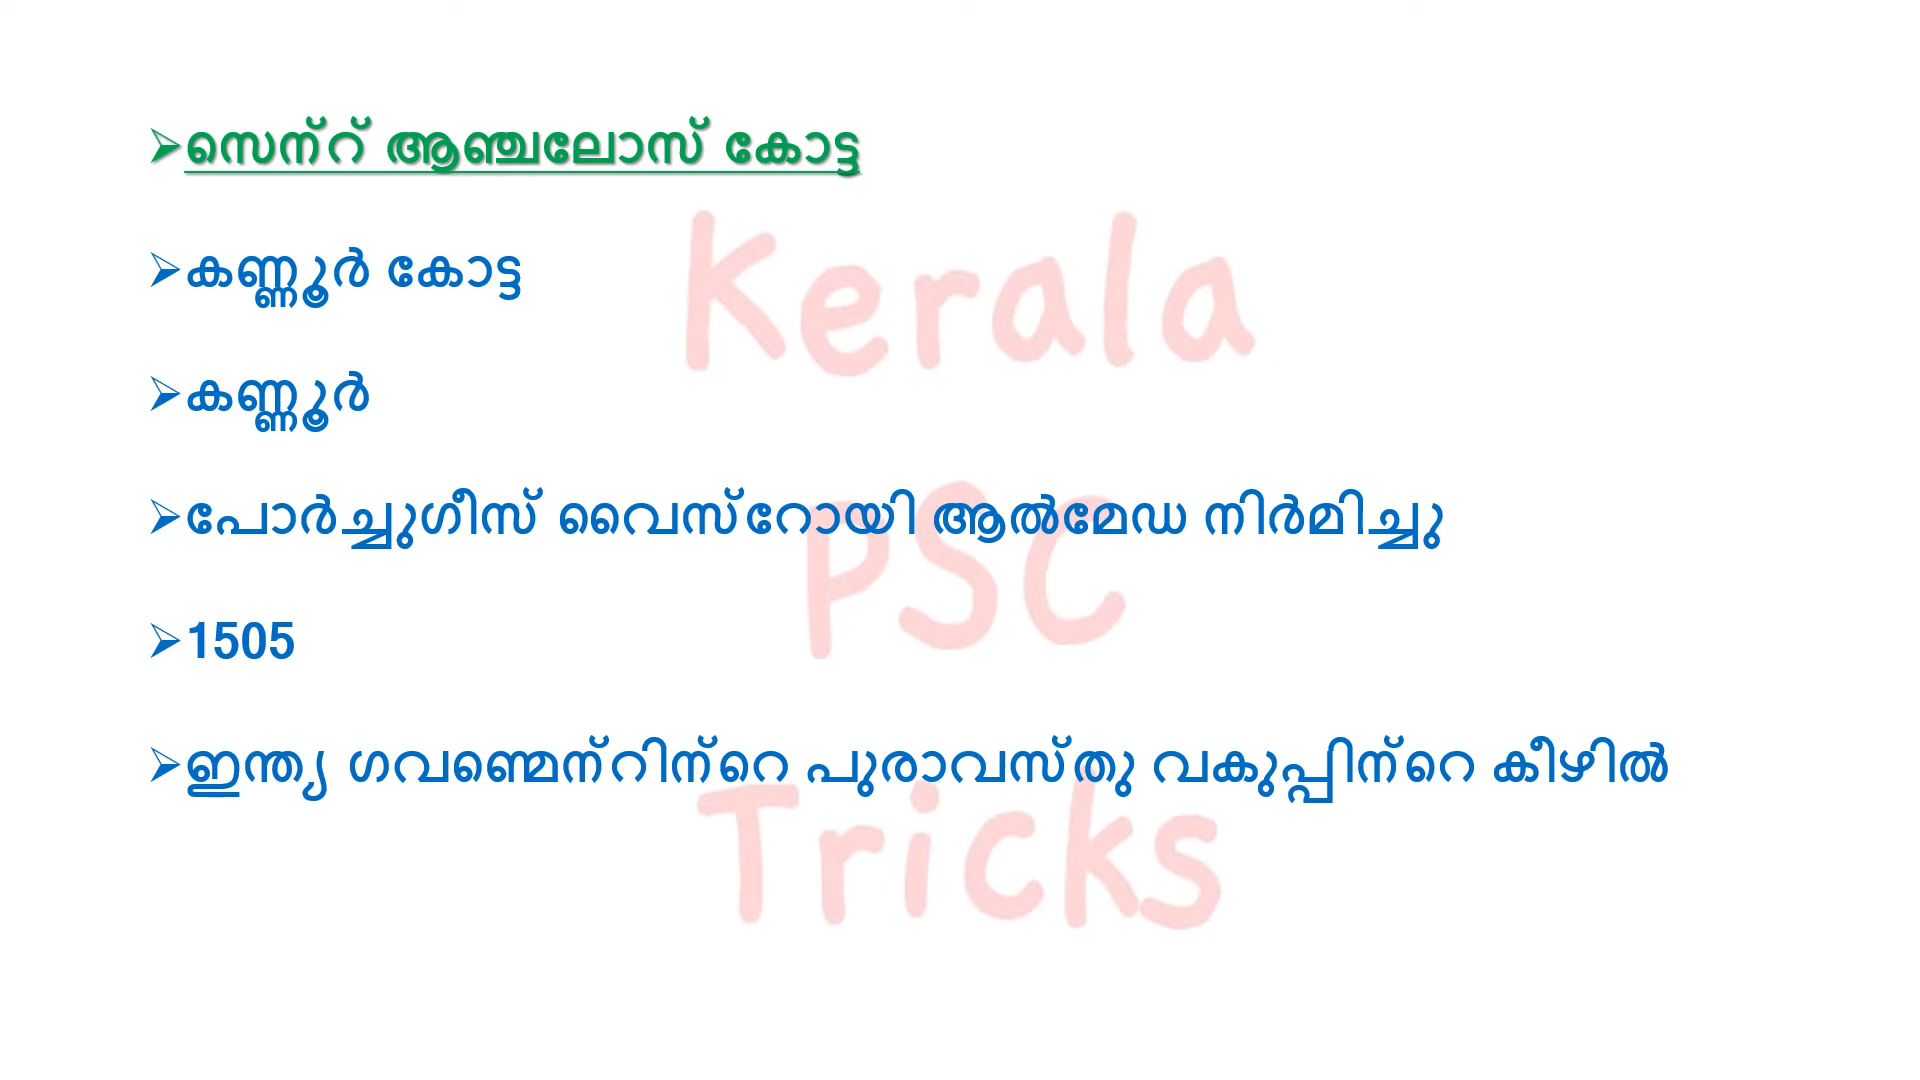 ➢സെന്റ് ആഞ്ചലോസ് കോട്ട
➢കണ്ണൂർ കോട്ട
➢കണ്ണൂർ
➢പോർച്ചുഗീസ് വൈസ്റോയി ആൽമേഡ നിർമിച്ചു
➢1505
➢ഇന്ത്യ ഗവണ്മെന്റിന്റെ പുരാവസ്തു വകുപ്പിന്റെ കീഴിൽ
Kerala
PSC
Tricks